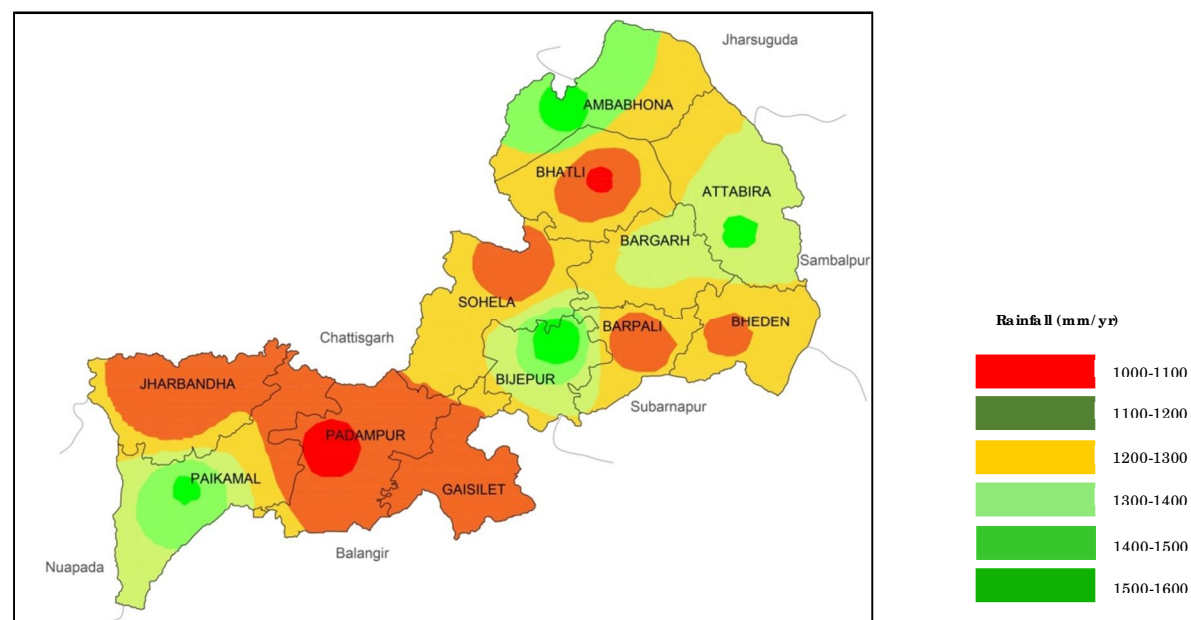 Jharsuguda
AMBABHONA
BHATLI
ATTABIRA
BARGARH
Sambalpur
SOHELA
BARPALI
BHEDEN
Chattisgarh
BIJEPUR
JHARBANDHA
Subarnapur
PADAMPUR
PAIKAMAL
GAISILET
Balangir
Nuapada
Rainfall (mm/yr)
1000-1100
1100-1200
1200-1300
1300-1400
1400-1500
1500-1600